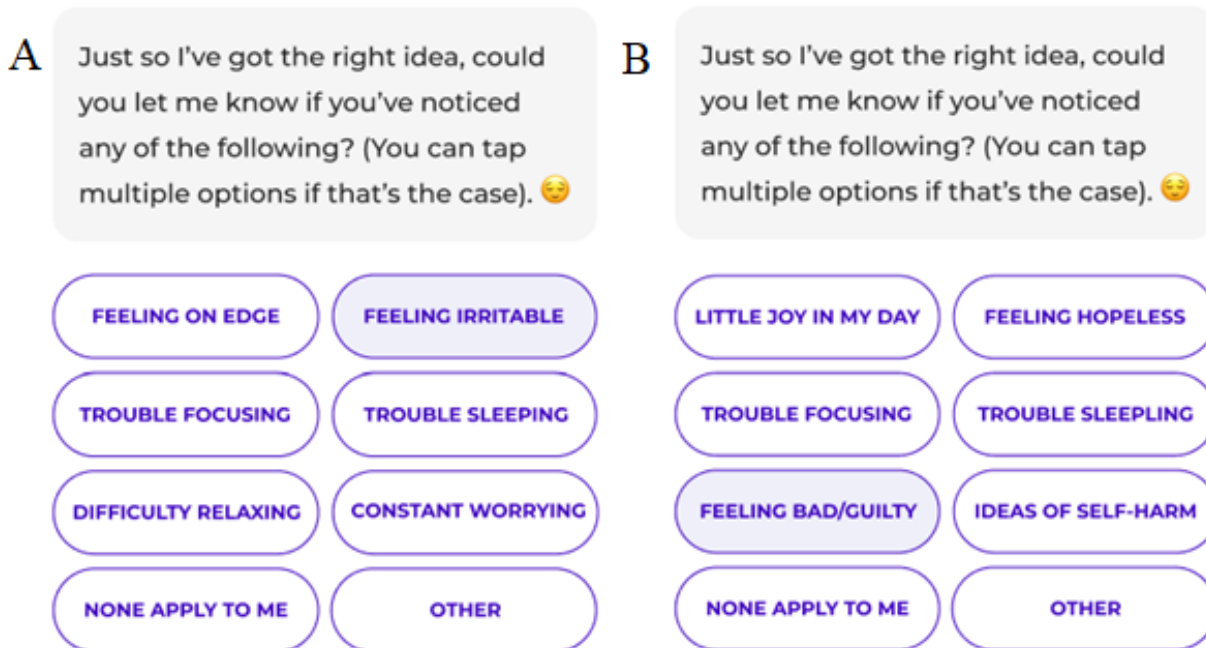 A
Just so I've got the right idea, could
you let me know if you've noticed
any of the following? (You can tap
multiple options if that's the case). 😌
FEELING ON EDGE
FEELING IRRITABLE
TROUBLE FOCUSING
TROUBLE SLEEPING
DIFFICULTY RELAXING
CONSTANT WORRYING
NONE APPLY TO ME
OTHER
B
Just so I've got the right idea, could
you let me know if you've noticed
any of the following? (You can tap
multiple options if that's the case). 😌
LITTLE JOY IN MY DAY
FEELING HOPELESS
TROUBLE FOCUSING
TROUBLE SLEEPLING
FEELING BAD/GUILTY
IDEAS OF SELF-HARM
NONE APPLY TO ME
OTHER